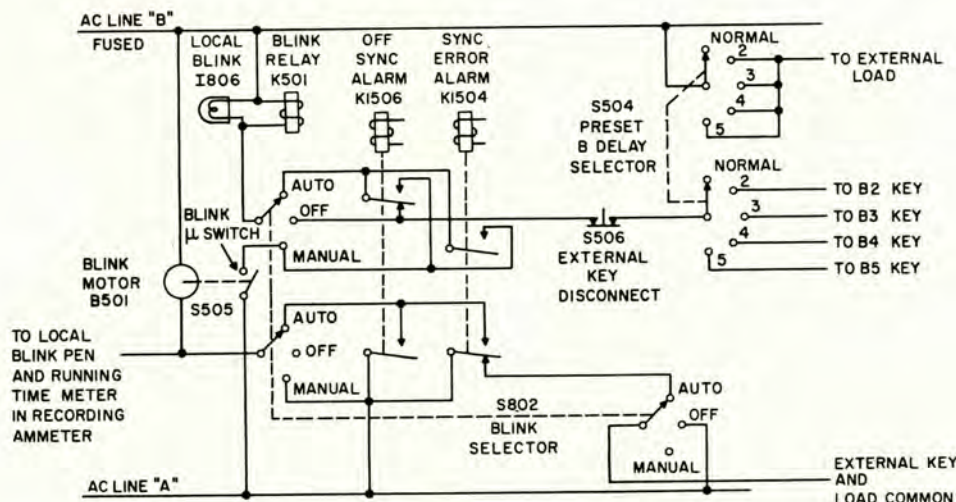 AC LINE "B"
FUSED
LOCAL
BLINK
I806
BLINK
RELAY
K501
OFF
SYNC
ALARM
K1506
SYNC
ERROR
ALARM
K1504
NORMAL
2
3
4
5
TO EXTERNAL
LOAD
S504
PRESET
B DELAY
SELECTOR
NORMAL
2
3
4
5
TO B2 KEY
TO B3 KEY
TO B4 KEY
TO B5 KEY
AUTO
OFF
MANUAL
BLINK
μ SWITCH
S506
EXTERNAL
KEY
DISCONNECT
BLINK
MOTOR
B501
S505
AUTO
OFF
MANUAL
TO LOCAL
BLINK PEN
AND RUNNING
TIME METER
IN RECORDING
AMMETER
S802
BLINK
SELECTOR
AUTO
OFF
MANUAL
AC LINE "A"
EXTERNAL KEY
AND
LOAD COMMON